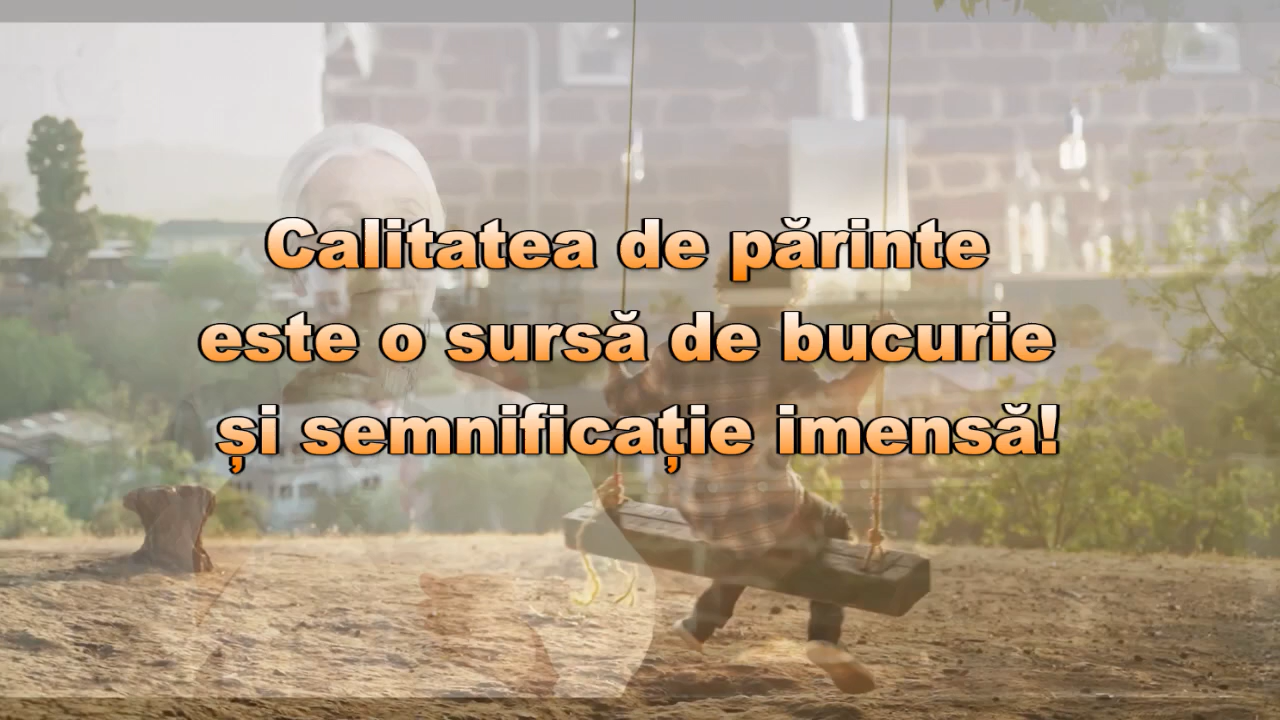 Calitatea de părinte
este o sursă de bucurie
și semnificație imensă!